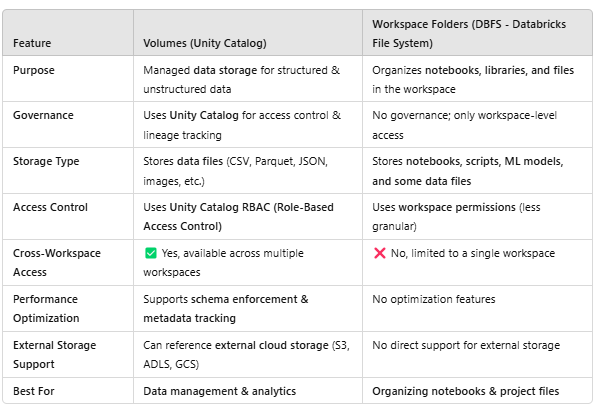 Feature
Volumes (Unity Catalog)
Workspace Folders (DBFS - Databricks
File System)
Purpose
Managed data storage for structured &
unstructured data
Organizes notebooks, libraries, and files
in the workspace
Governance
Uses Unity Catalog for access control &
lineage tracking
No governance; only workspace-level
access
Storage Type
Stores data files (CSV, Parquet, JSON,
images, etc.)
Stores notebooks, scripts, ML models,
and some data files
Access Control
Uses Unity Catalog RBAC (Role-Based
Access Control)
Uses workspace permissions (less
granular)
Cross-Workspace
Access
✅ Yes, available across multiple
workspaces
❌ No, limited to a single workspace
Performance
Optimization
Supports schema enforcement &
metadata tracking
No optimization features
External Storage
Support
Can reference external cloud storage (S3,
ADLS, GCS)
No direct support for external storage
Best For
Data management & analytics
Organizing notebooks & project files